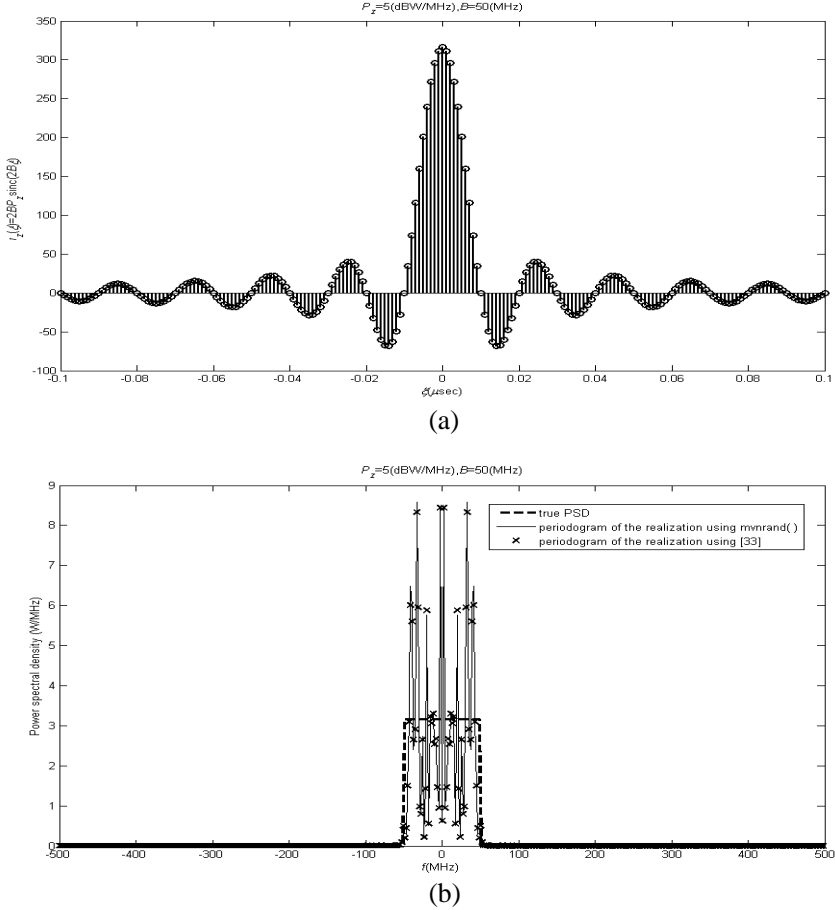 P_z=5(dBW/MHz),B=50(MHz)
350
300
250
200
150
100
50
0
-50
-100
r_z(ξ)=2BP_z sinc(2Bξ)
-0.1 -0.08 -0.06 -0.04 -0.02 0 0.02 0.04 0.06 0.08 0.1
ξ(μsec)
(a)
P_z=5(dBW/MHz),B=50(MHz)
9
8
7
6
5
4
3
2
1
0
Power spectral density (W/MHz)
true PSD
periodogram of the realization using mvnrand( )
periodogram of the realization using [33]
-500 -400 -300 -200 -100 0 100 200 300 400 500
f(MHz)
(b)